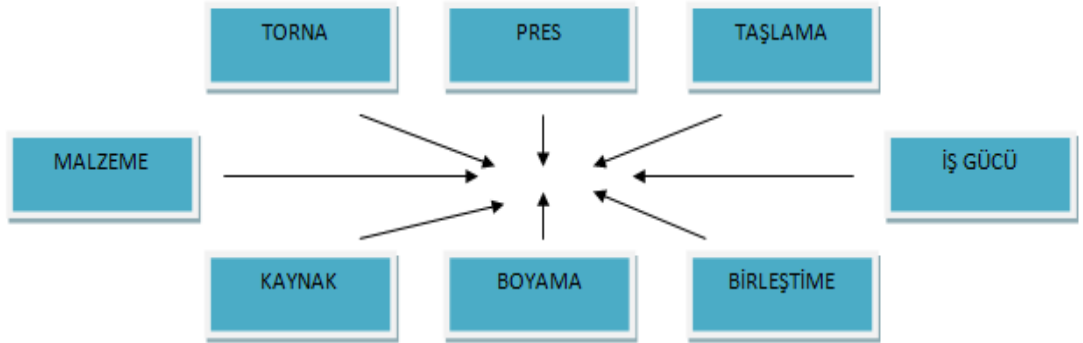 TORNA
PRES
TAŞLAMA
MALZEME
İŞ GÜCÜ
KAYNAK
BOYAMA
BİRLEŞTİME